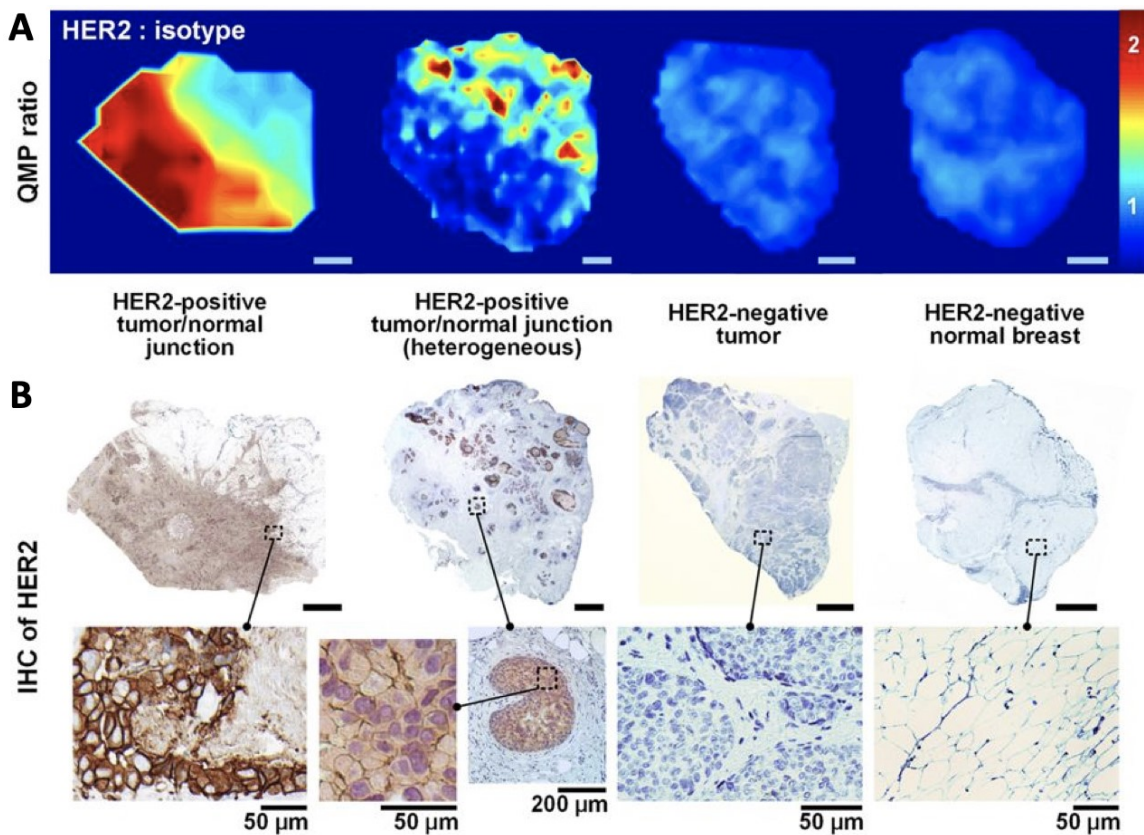 A
HER2 : isotype
QMP ratio
2
1
HER2-positive
tumor/normal
junction
HER2-positive
tumor/normal junction
(heterogeneous)
HER2-negative
tumor
HER2-negative
normal breast
B
IHC of HER2
50 µm
50 µm
200 µm
50 µm
50 µm